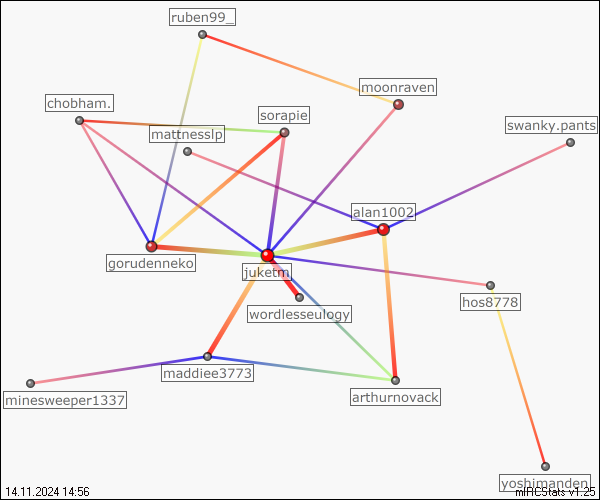 ruben99_
moonraven
chobham.
sorapie
mattnesslp
swanky.pants
alan1002
gorudenneko
juketm
hos8778
wordlesseulogy
maddiee3773
arthurnovack
minesweeper1337
yoshimanden
14.11.2024 14:56
mIRCStats v1.25